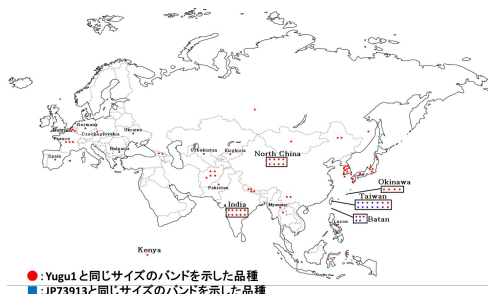 Germany
Ukraine
Czechoslovakia
France
Bulgaria
Spain
Uzbekistan
Kirghizia
North China
Pakistan
India
Myanmar
Okinawa
Taiwan
Batan
Luzon
Kenya
●：Yugu1と同じサイズのバンドを示した品種
■：JP73913と同じサイズのバンドを示した品種